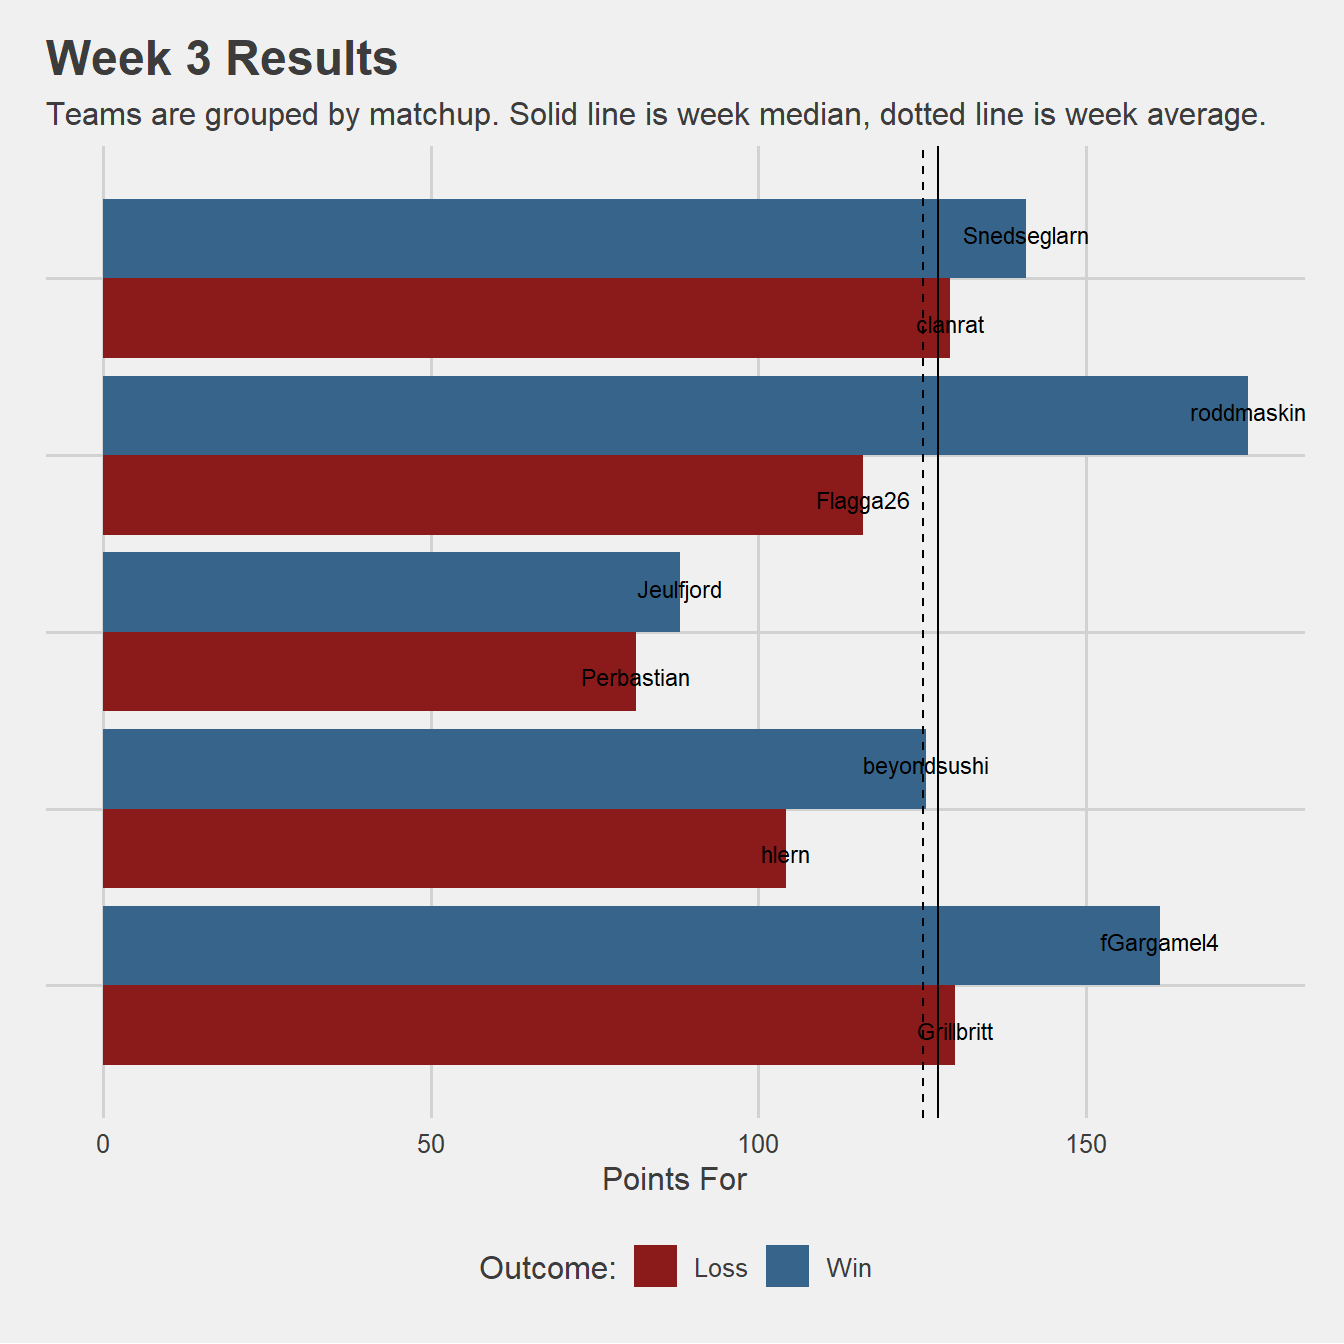 Week 3 Results
Teams are grouped by matchup. Solid line is week median, dotted line is week average.
Snedseglarn
clanrat
roddmaskin
Flagga26
Jeulfjord
Perbastian
beyondsushi
hlern
fGargamel4
Grillbritt
0 50 100 150
Points For
Outcome: Loss Win